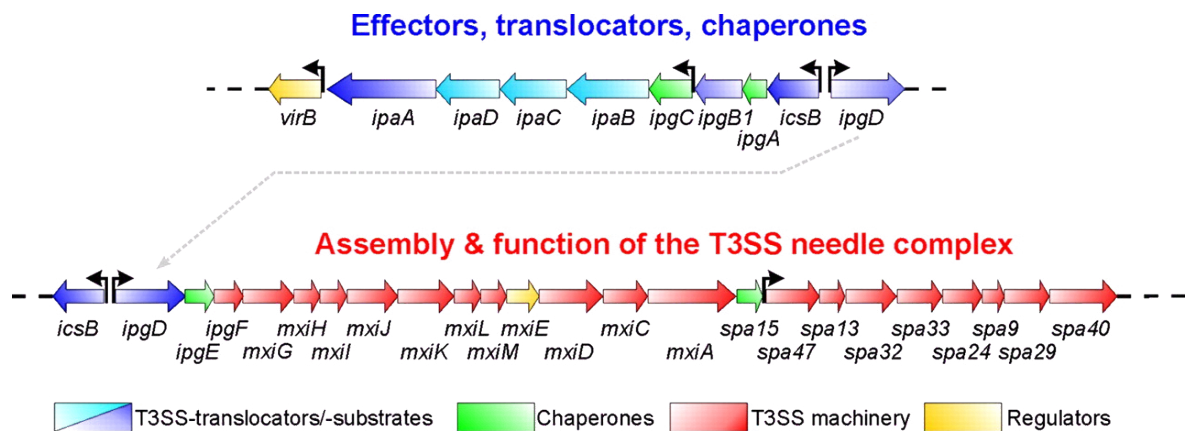 Effectors, translocators, chaperones
virB ipaA ipaD ipaC ipaB ipgC ipgB1 icsB ipgD
ipgA
Assembly & function of the T3SS needle complex
icsB ipgD ipgF mxiH mxiJ mxiL mxiE mxiC spa15 spa13 spa33 spa9 spa40
ipgE mxiG mxiI mxiK mxiM mxiD mxiA spa47 spa32 spa24 spa29
T3SS-translocators/-substrates Chaperones T3SS machinery Regulators